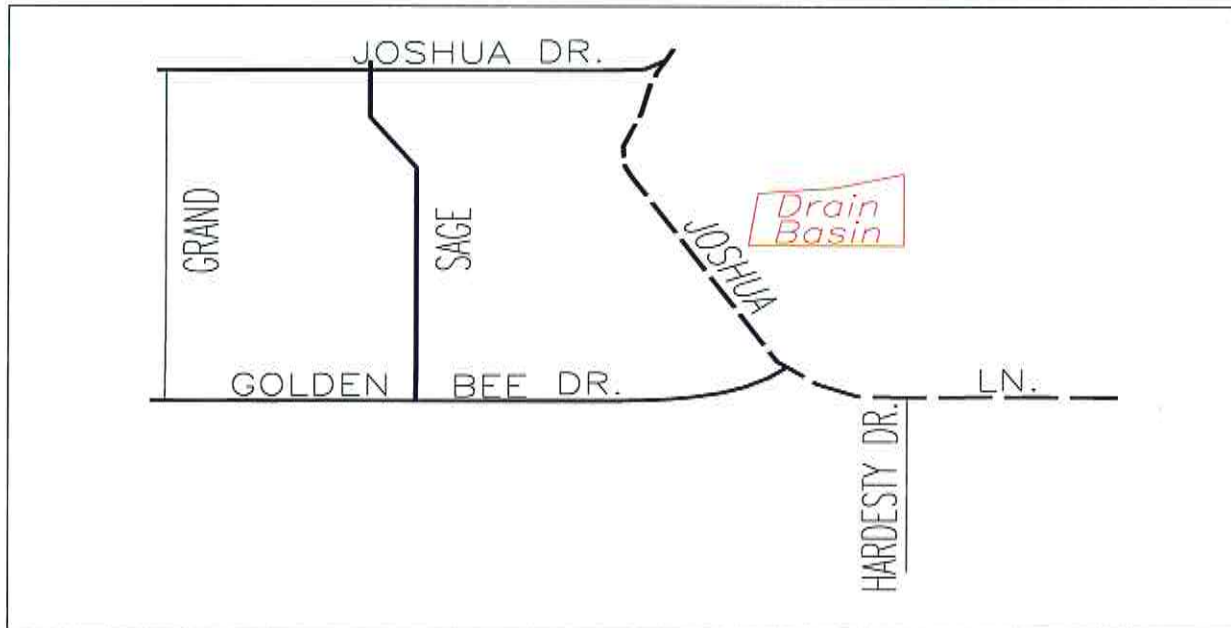 JOSHUA DR.
GRAND
SAGE
JOSHUA
Drain
Basin
GOLDEN BEE DR.
LN.
HARDESTY DR.